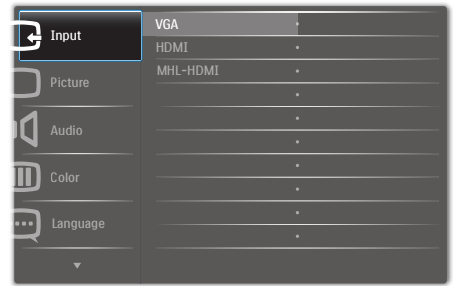 Input
Picture
Audio
Color
Language
VGA
HDMI
MHL-HDMI